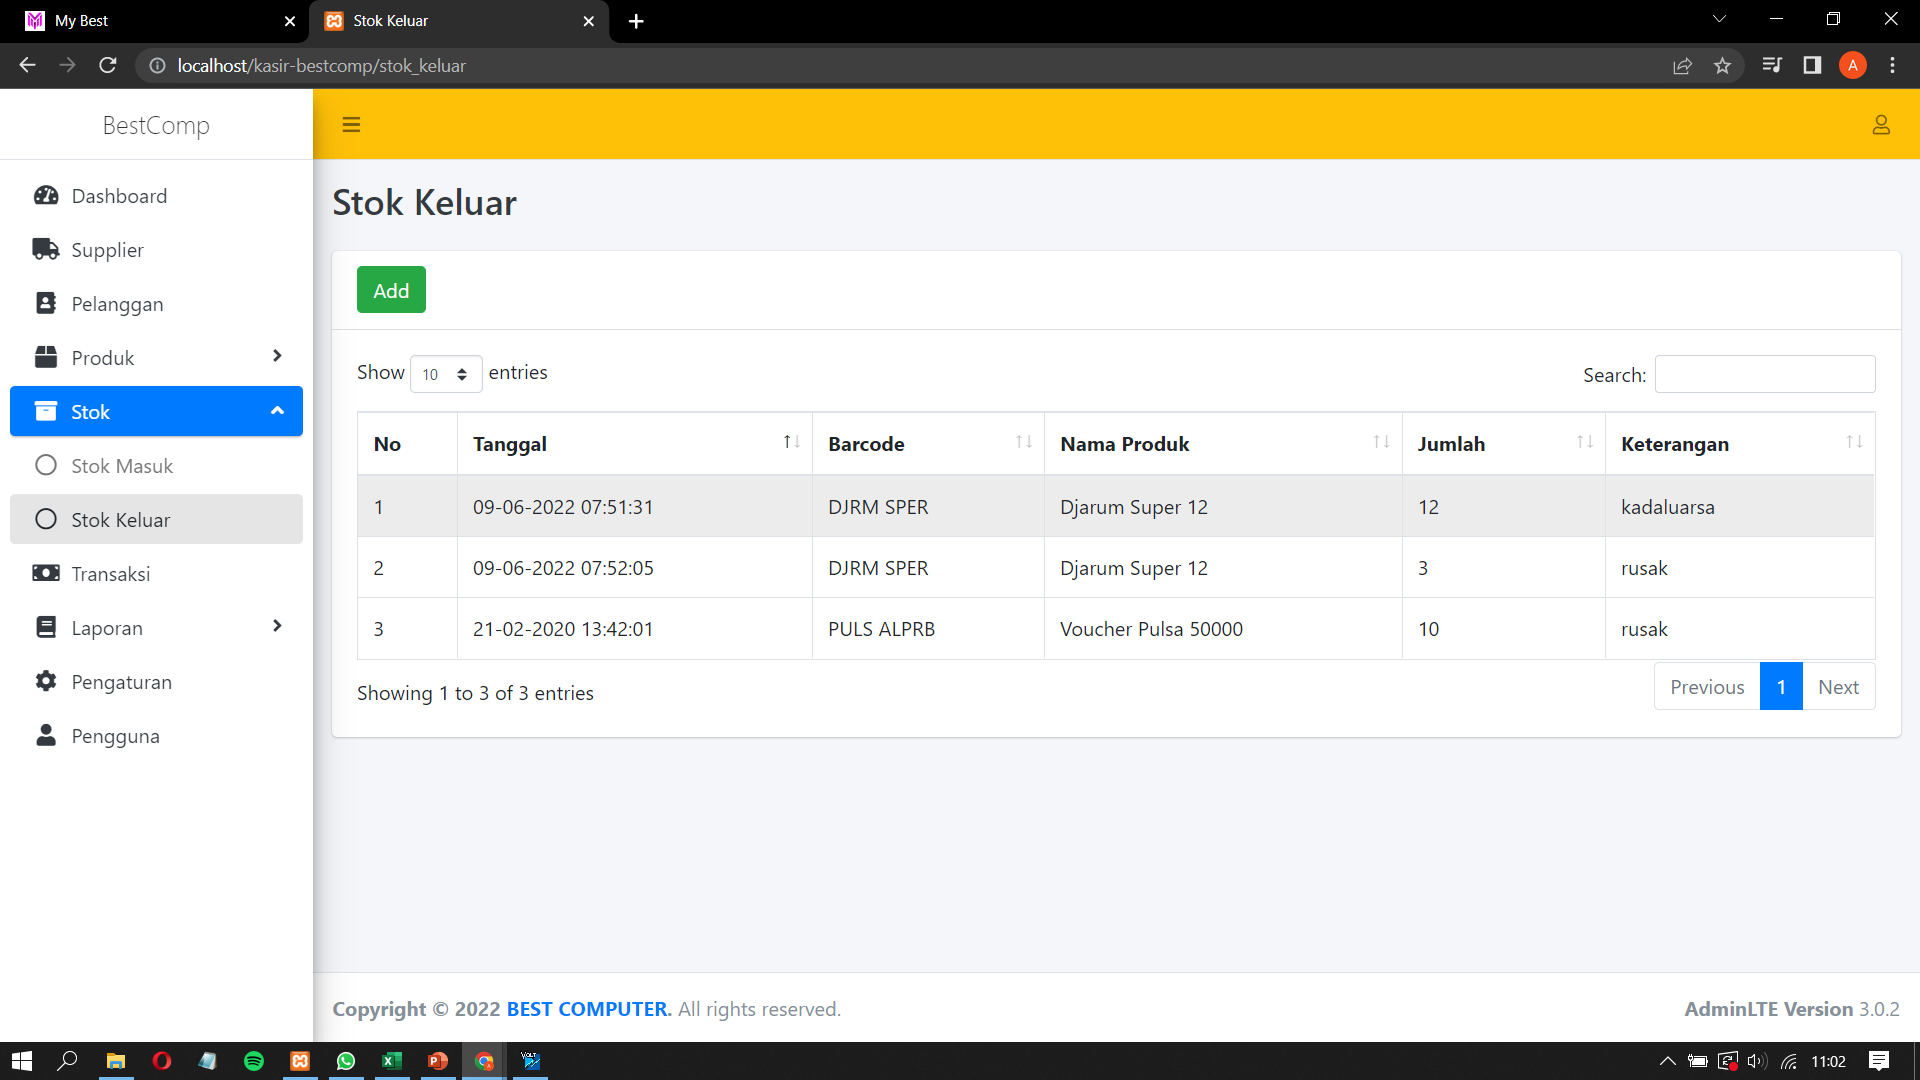 My Best
Stok Keluar
localhost/kasir-bestcomp/stok_keluar
A
BestComp
Dashboard
Supplier
Pelanggan
Produk
Stok
Stok Masuk
Stok Keluar
Transaksi
Laporan
Pengaturan
Pengguna
Stok Keluar
Add
Show 10 entries
Search:
No Tanggal Barcode Nama Produk Jumlah Keterangan
1 09-06-2022 07:51:31 DJRM SPER Djarum Super 12 12 kadaluarsa
2 09-06-2022 07:52:05 DJRM SPER Djarum Super 12 3 rusak
3 21-02-2020 13:42:01 PULS ALPRB Voucher Pulsa 50000 10 rusak
Showing 1 to 3 of 3 entries
Previous 1 Next
Copyright © 2022 BEST COMPUTER. All rights reserved.
AdminLTE Version 3.0.2
11:02